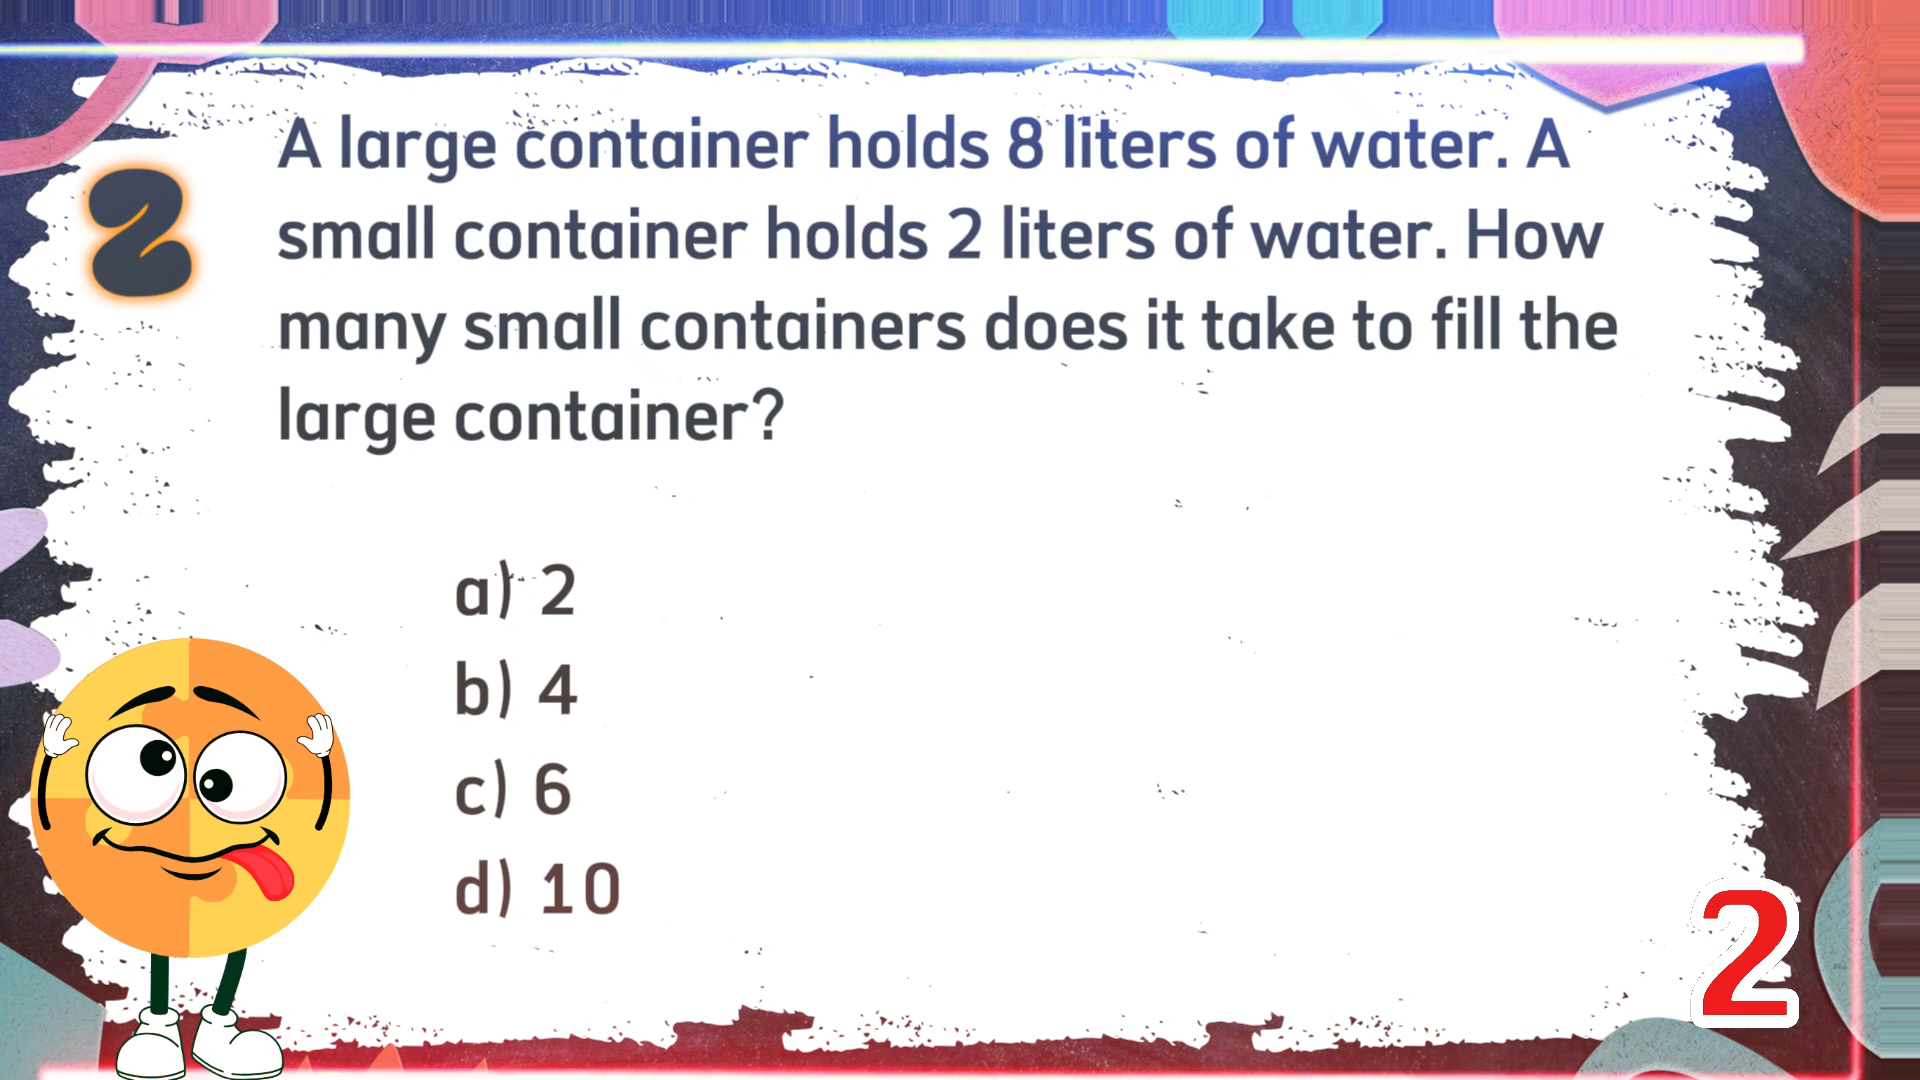 2
A large container holds 8 liters of water. A
small container holds 2 liters of water. How
many small containers does it take to fill the
large container?
a) 2
b) 4
c) 6
d) 10
2